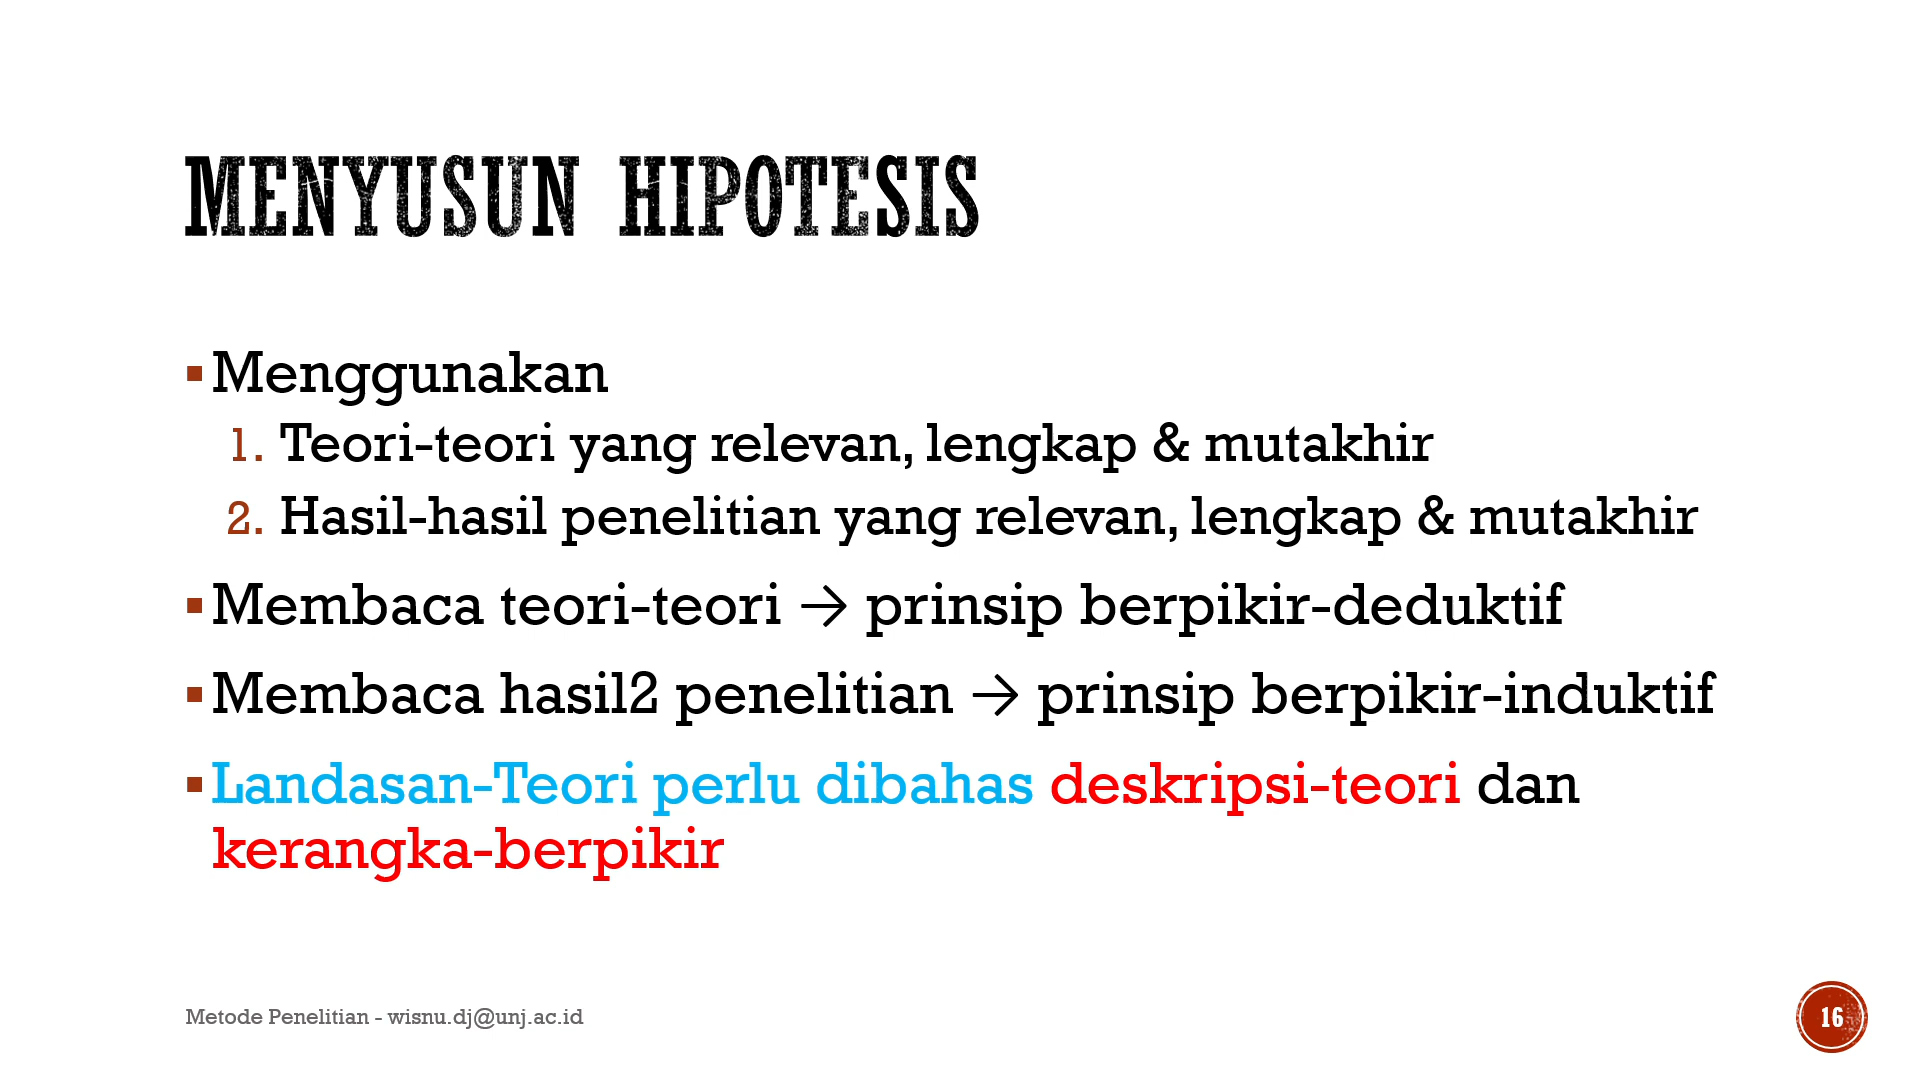 MENYUSUN HIPOTESIS
▪Menggunakan
1. Teori-teori yang relevan, lengkap & mutakhir
2. Hasil-hasil penelitian yang relevan, lengkap & mutakhir
▪Membaca teori-teori → prinsip berpikir-deduktif
▪Membaca hasil2 penelitian → prinsip berpikir-induktif
▪Landasan-Teori perlu dibahas deskripsi-teori dan
kerangka-berpikir
Metode Penelitian - wisnu.dj@unj.ac.id
16